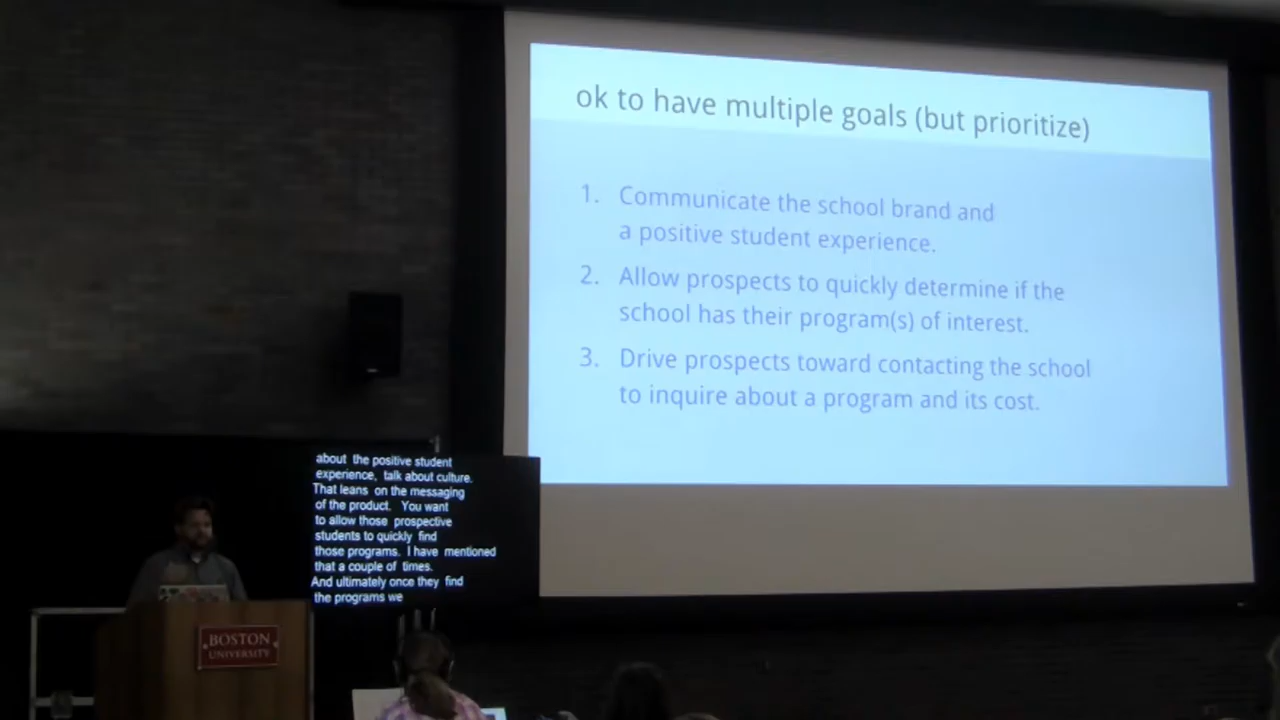 ok to have multiple goals (but prioritize)
1. Communicate the school brand and
a positive student experience.
2. Allow prospects to quickly determine if the
school has their program(s) of interest.
3. Drive prospects toward contacting the school
to inquire about a program and its cost.
about the positive student
experience, talk about culture.
That leans on the messaging
of the product. You want
to allow those prospective
students to quickly find
those programs. I have mentioned
that a couple of times.
And ultimately once they find
the programs we
BOSTON
UNIVERSITY